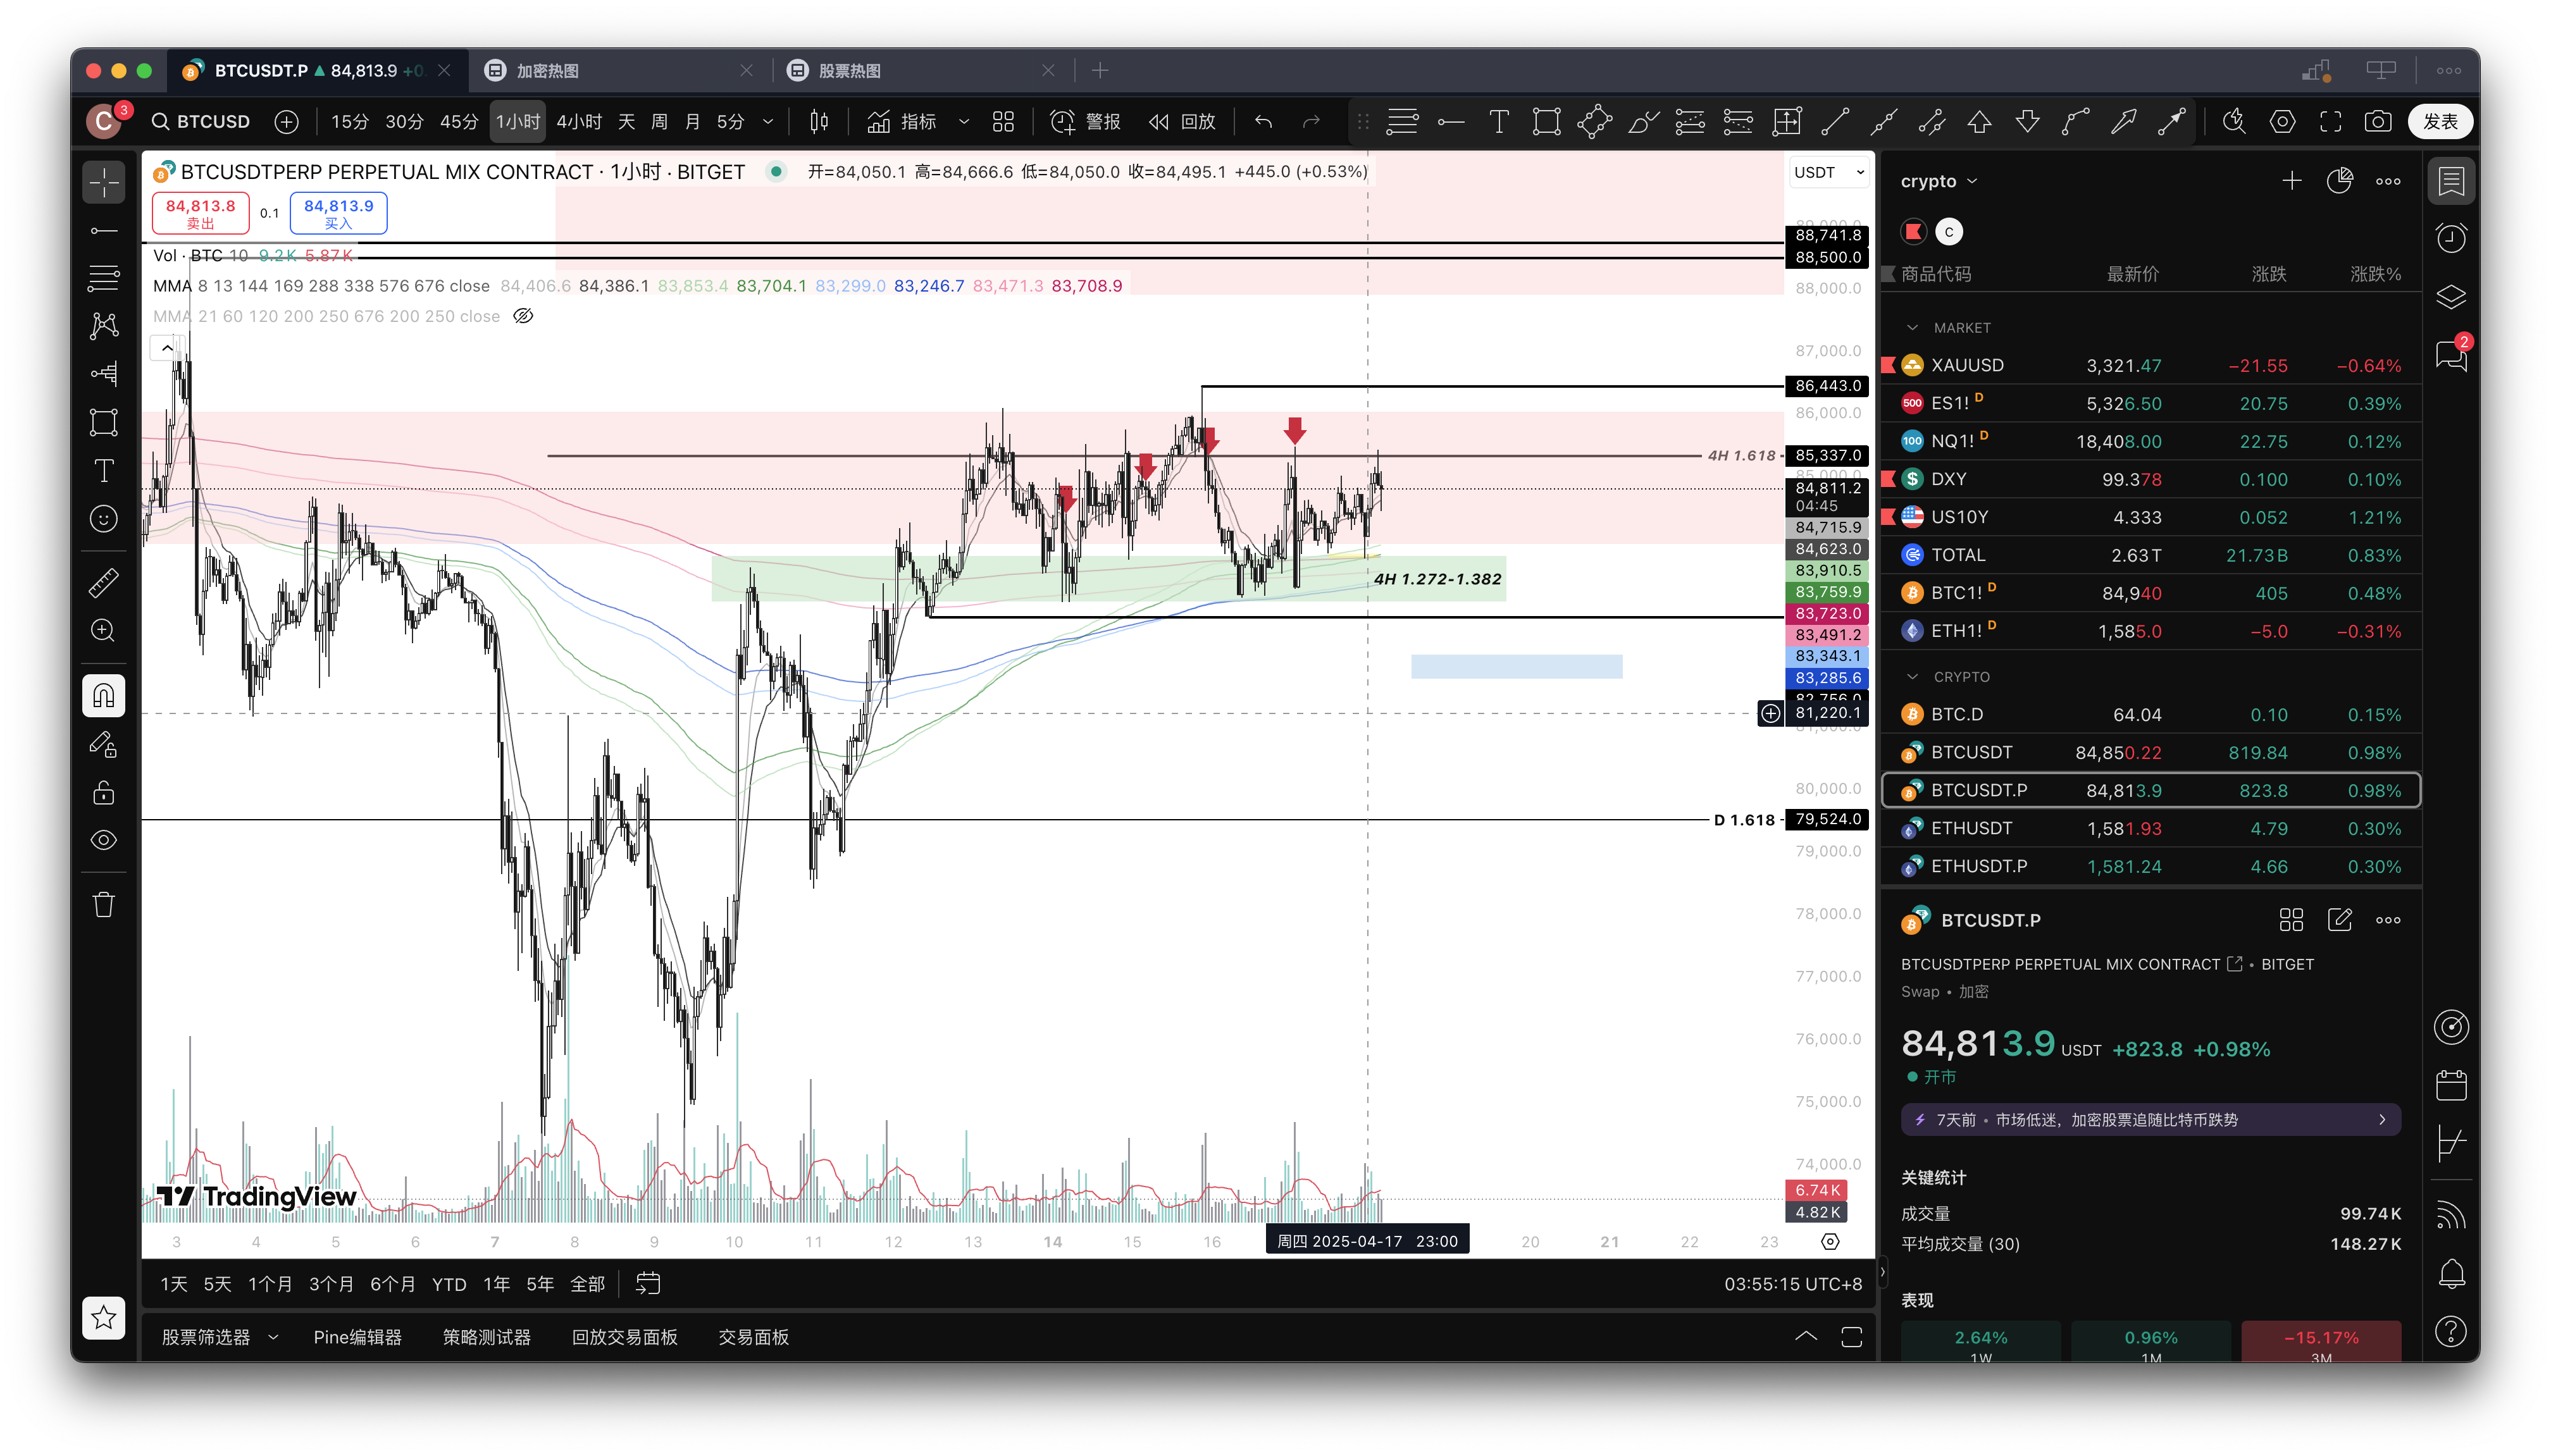 BTCUSDT.P ▲ 84,813.9 +0.
加密热图
股票热图
C 3
BTCUSD
15分 30分 45分 1小时 4小时 天 周 月 5分
指标
警报
回放
发表
BTCUSDTPERP PERPETUAL MIX CONTRACT · 1小时 · BITGET
开=84,050.1 高=84,666.6 低=84,050.0 收=84,495.1 +445.0 (+0.53%)
84,813.8
卖出
0.1
84,813.9
买入
Vol · BTC 10 9.2K 5.87K
MMA 8 13 144 169 288 338 576 676 close 84,406.6 84,386.1 83,853.4 83,704.1 83,299.0 83,246.7 83,471.3 83,708.9
MMA 21 60 120 200 250 676 200 250 close
USDT
89,000.0
88,741.8
88,500.0
88,000.0
87,000.0
86,443.0
86,000.0
4H 1.618
85,337.0
85,000.0
84,811.2
04:45
84,715.9
84,623.0
83,910.5
83,759.9
83,723.0
83,491.2
83,343.1
83,285.6
82,756.0
81,220.1
81,000.0
4H 1.272-1.382
80,000.0
D 1.618
79,524.0
79,000.0
78,000.0
77,000.0
76,000.0
75,000.0
74,000.0
6.74K
4.82K
TradingView
3 4 5 6 7 8 9 10 11 12 13 14 15 16 周四 2025-04-17 23:00 20 21 22 23
1天 5天 1个月 3个月 6个月 YTD 1年 5年 全部
03:55:15 UTC+8
股票筛选器 Pine编辑器 策略测试器 回放交易面板 交易面板
crypto
C
商品代码 最新价 涨跌 涨跌%
MARKET
XAUUSD 3,321.47 −21.55 −0.64%
500 ES1! D 5,326.50 20.75 0.39%
100 NQ1! D 18,408.00 22.75 0.12%
DXY 99.378 0.100 0.10%
US10Y 4.333 0.052 1.21%
TOTAL 2.63T 21.73B 0.83%
BTC1! D 84,940 405 0.48%
ETH1! D 1,585.0 −5.0 −0.31%
CRYPTO
BTC.D 64.04 0.10 0.15%
BTCUSDT 84,850.22 819.84 0.98%
BTCUSDT.P 84,813.9 823.8 0.98%
ETHUSDT 1,581.93 4.79 0.30%
ETHUSDT.P 1,581.24 4.66 0.30%
BTCUSDT.P
BTCUSDTPERP PERPETUAL MIX CONTRACT • BITGET
Swap • 加密
84,813.9 USDT +823.8 +0.98%
开市
7天前 • 市场低迷，加密股票追随比特币跌势
关键统计
成交量 99.74K
平均成交量 (30) 148.27K
表现
2.64% 0.96% −15.17%
1W 1M 3M
2